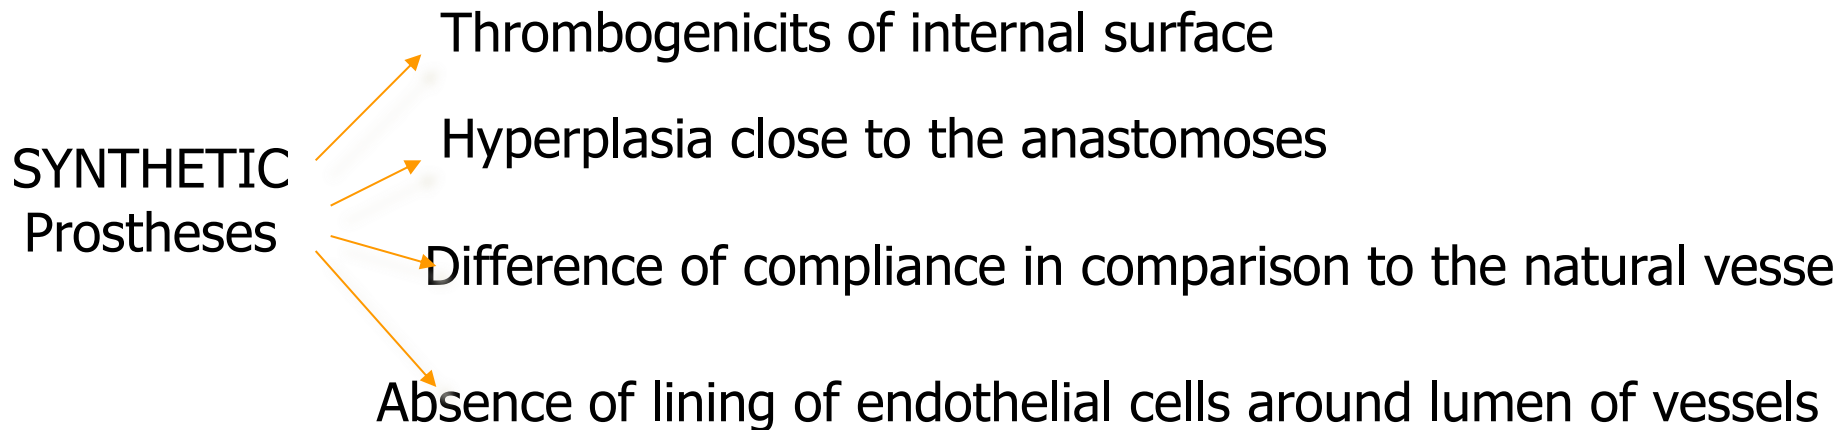 Thrombogenicits of internal surface
Hyperplasia close to the anastomoses
SYNTHETIC
Prostheses
Difference of compliance in comparison to the natural vesse
Absence of lining of endothelial cells around lumen of vessels